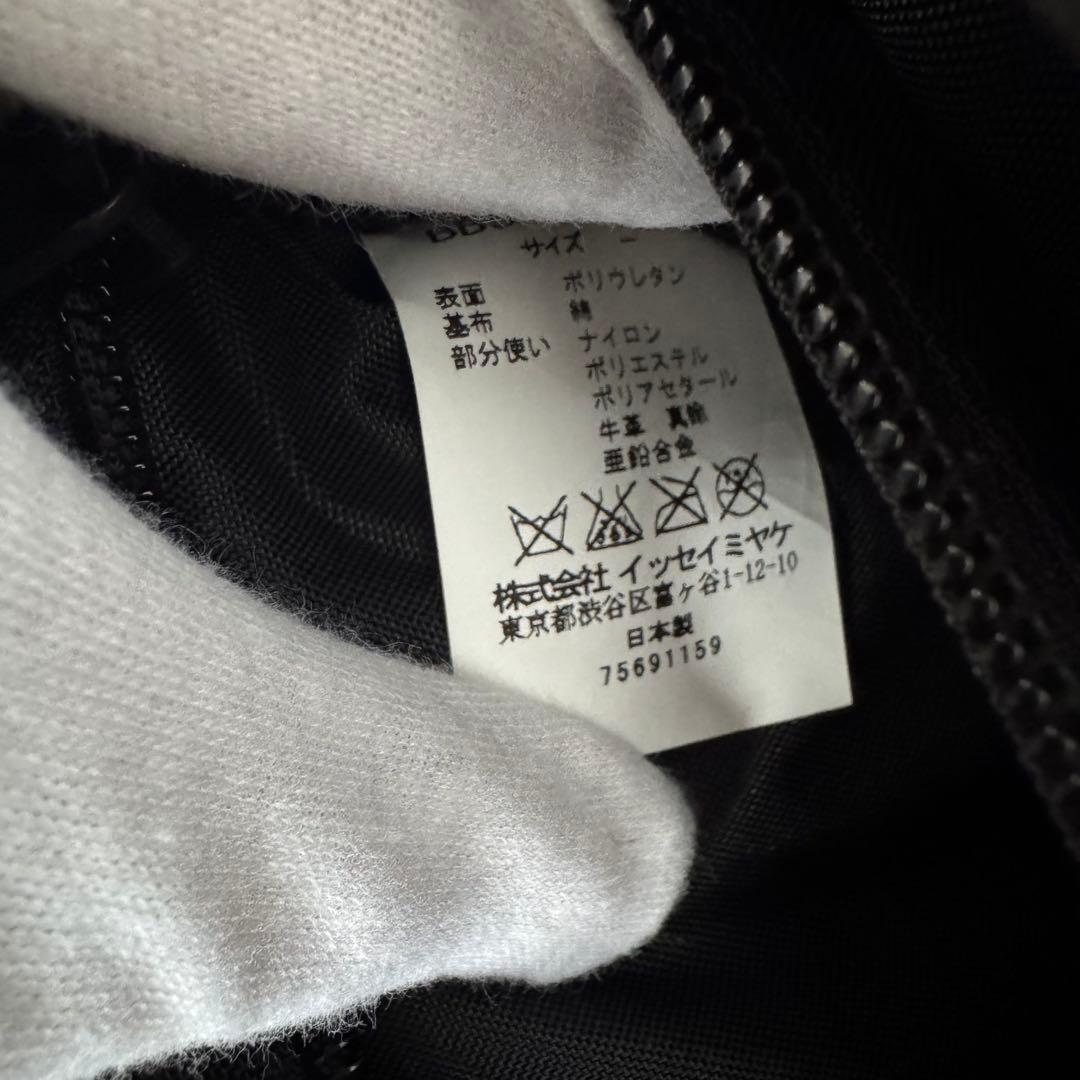 サイズ －
表面 ポリウレタン
基布 綿
部分使い ナイロン
ポリエステル
ポリアセタール
牛革 真鍮
亜鉛合金
株式会社 イッセイミヤケ
東京都渋谷区富ヶ谷1-12-10
日本製
75691159